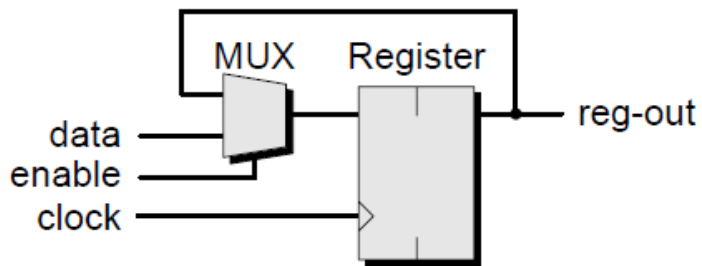 MUX Register
data
reg-out
enable
clock